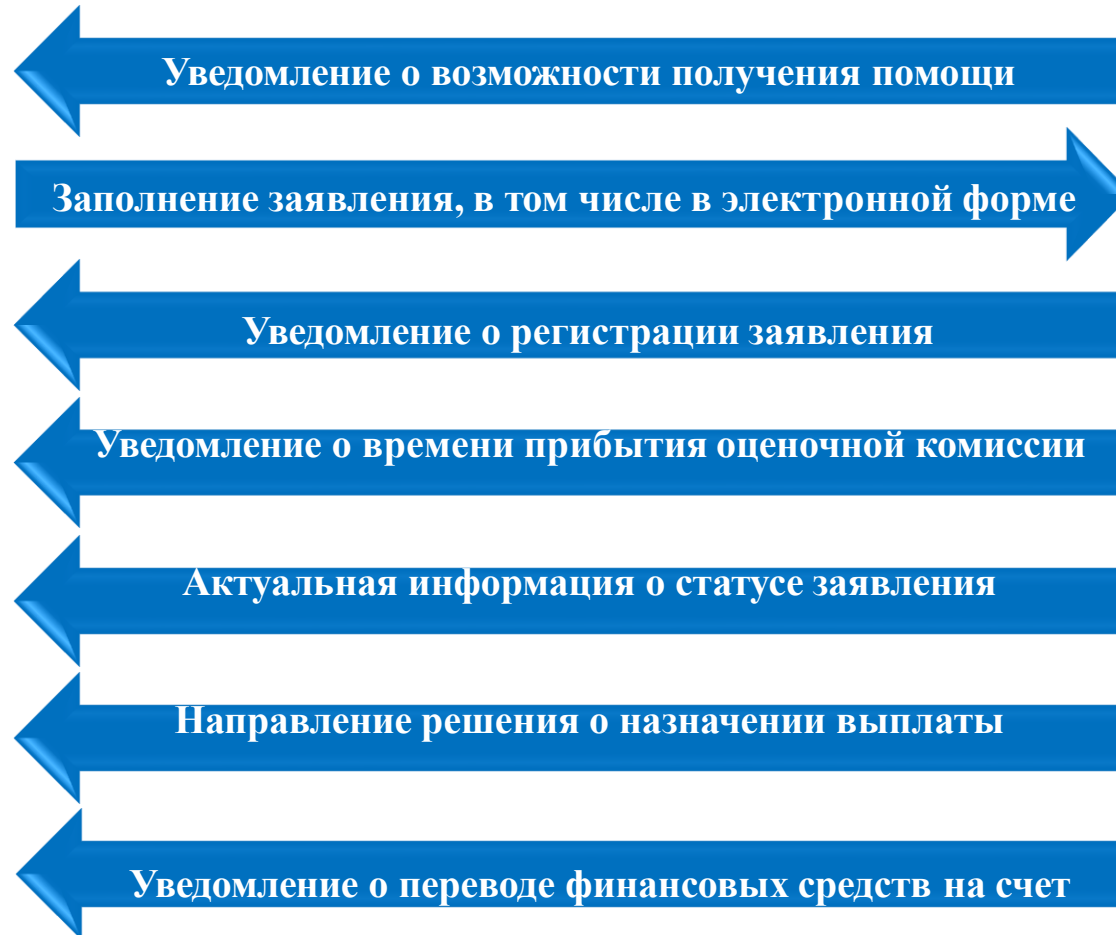 Уведомление о возможности получения помощи
Заполнение заявления, в том числе в электронной форме
Уведомление о регистрации заявления
Уведомление о времени прибытия оценочной комиссии
Актуальная информация о статусе заявления
Направление решения о назначении выплаты
Уведомление о переводе финансовых средств на счет